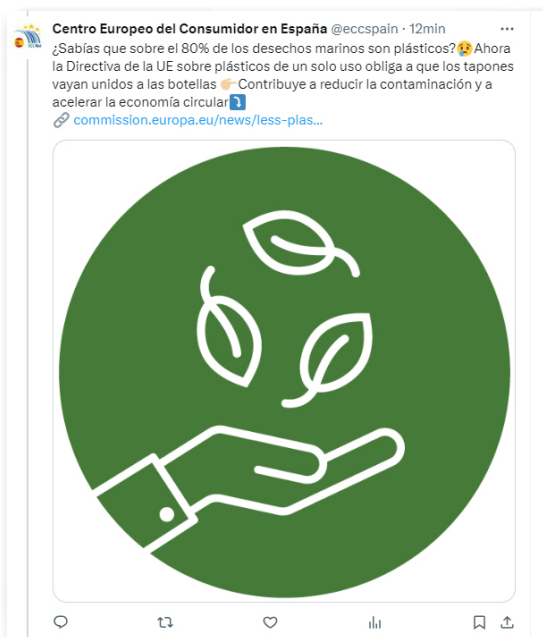 Centro Europeo del Consumidor en España @eccspain · 12min
¿Sabías que sobre el 80% de los desechos marinos son plásticos?😢Ahora
la Directiva de la UE sobre plásticos de un solo uso obliga a que los tapones
vayan unidos a las botellas 👉🏼Contribuye a reducir la contaminación y a
acelerar la economía circular⤵️
commission.europa.eu/news/less-plas...